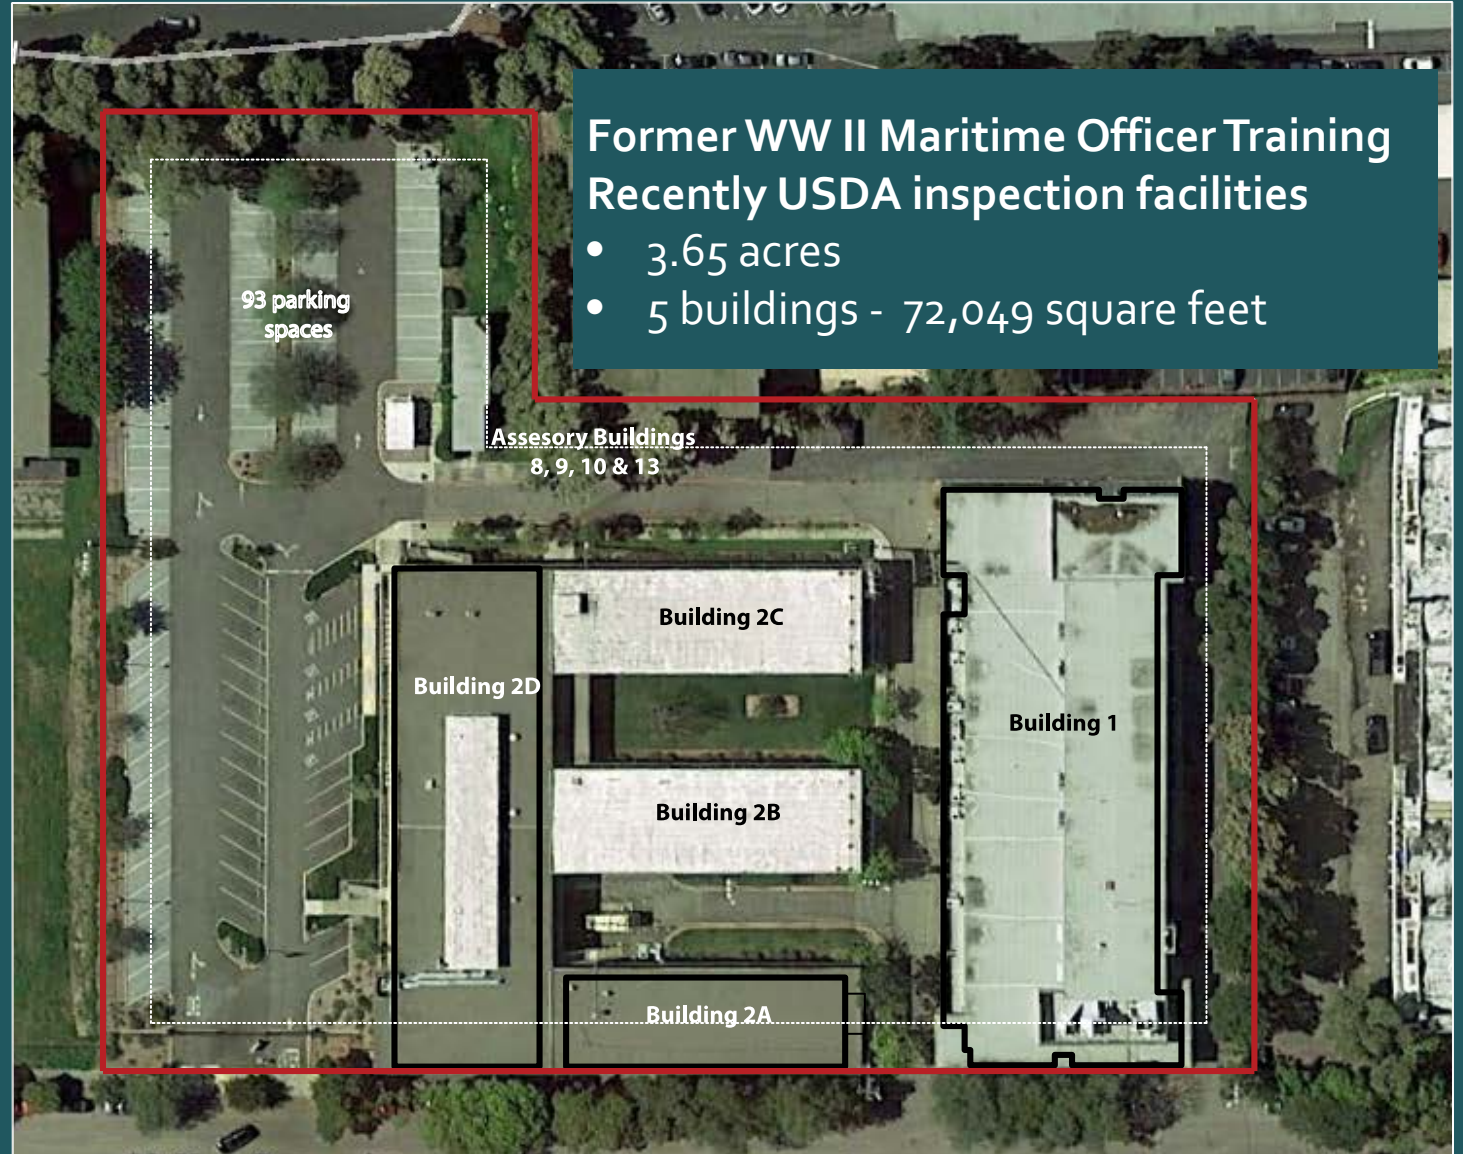 Former WW II Maritime Officer Training
Recently USDA inspection facilities
• 3.65 acres
• 5 buildings - 72,049 square feet
93 parking
spaces
Assesory Buildings
8, 9, 10 & 13
Building 2C
Building 2D
Building 1
Building 2B
Building 2A